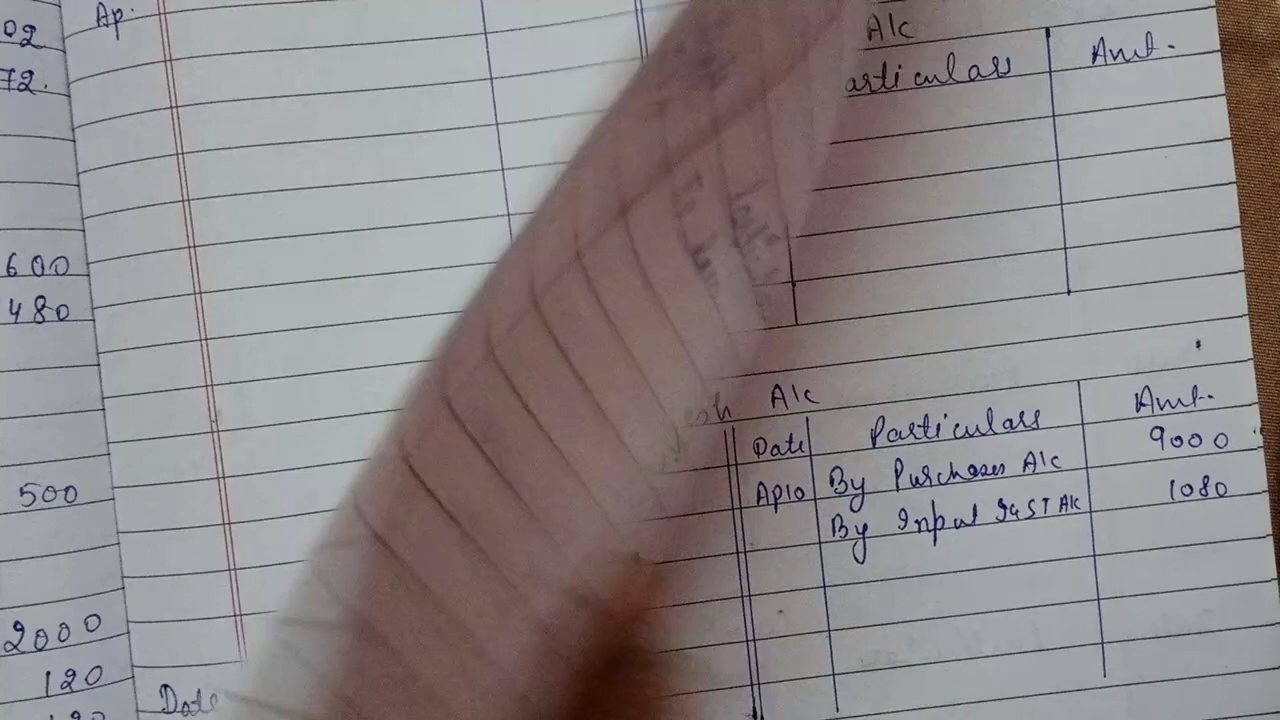 02
Ap.
72.
A/c
articulars Amt.
600
480
sh A/c
Date Particulars Amt.
Ap10 By Purchases A/c 9000
By Input IGST A/c 1080
500
2000
120
Date